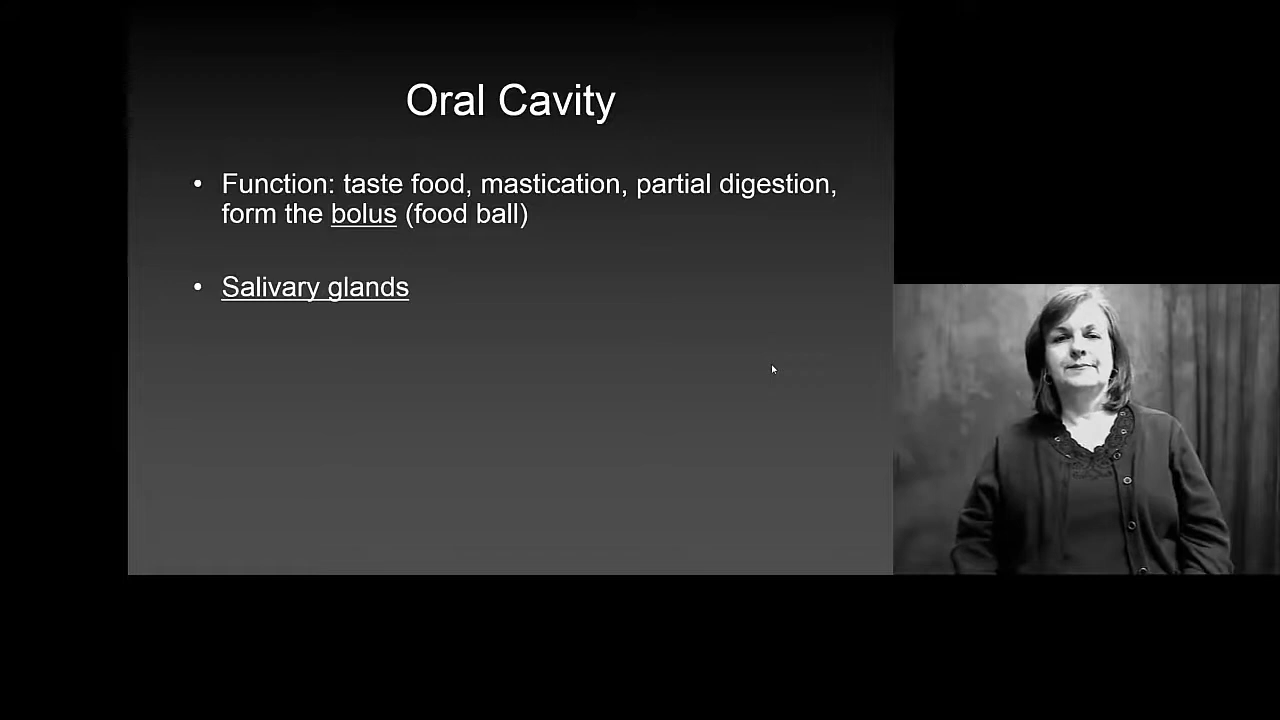 Oral Cavity
• Function: taste food, mastication, partial digestion,
form the bolus (food ball)
• Salivary glands